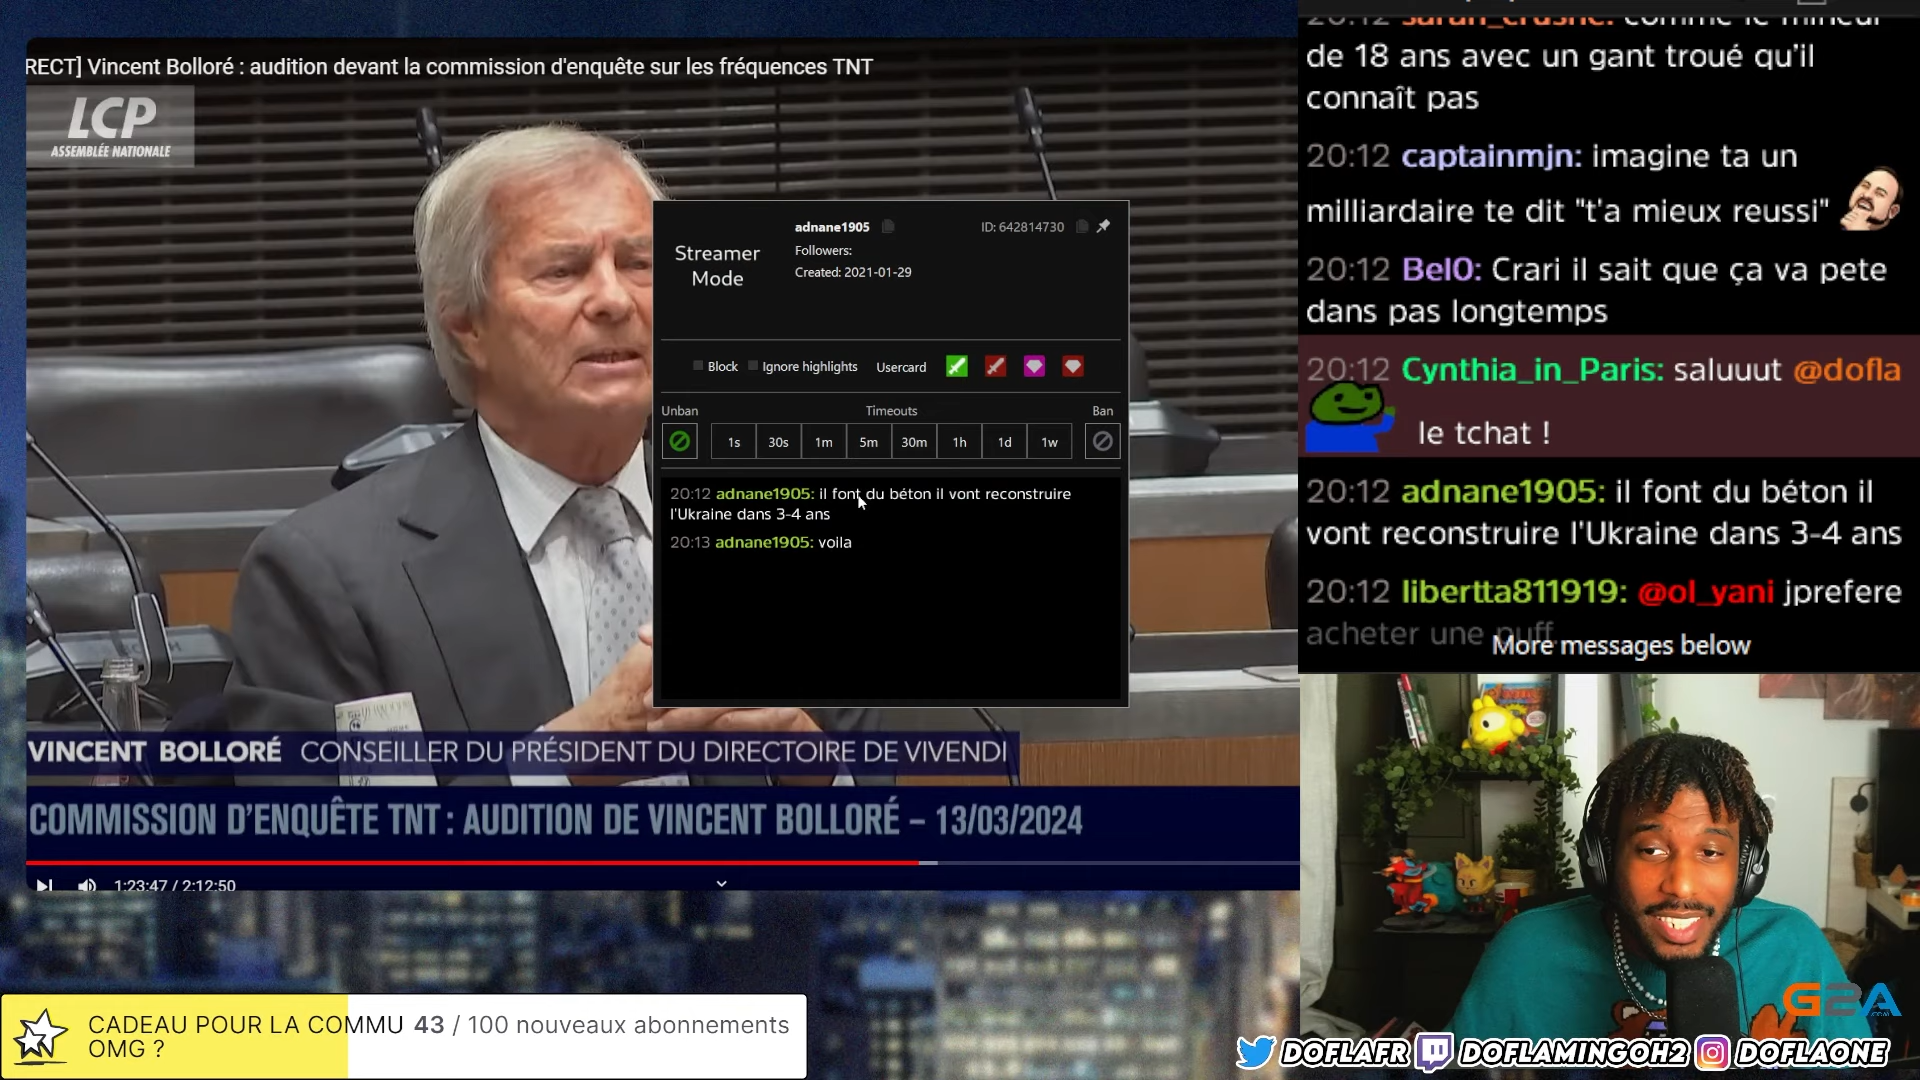 RECT] Vincent Bolloré : audition devant la commission d'enquête sur les fréquences TNT
LCP
ASSEMBLÉE NATIONALE
adnane1905
ID: 642814730
Streamer
Mode
Followers:
Created: 2021-01-29
Block
Ignore highlights
Usercard
Unban
Timeouts
Ban
1s 30s 1m 5m 30m 1h 1d 1w
20:12 adnane1905: il font du béton il vont reconstruire
l'Ukraine dans 3-4 ans
20:13 adnane1905: voila
VINCENT BOLLORÉ CONSEILLER DU PRÉSIDENT DU DIRECTOIRE DE VIVENDI
COMMISSION D'ENQUÊTE TNT : AUDITION DE VINCENT BOLLORÉ – 13/03/2024
1:23:47 / 2:12:50
CADEAU POUR LA COMMU 43 / 100 nouveaux abonnements
OMG ?
20:12 sarah_crushe: comme le mineur
de 18 ans avec un gant troué qu'il
connaît pas
20:12 captainmjn: imagine ta un
milliardaire te dit "t'a mieux reussi"
20:12 Bel0: Crari il sait que ça va pete
dans pas longtemps
20:12 Cynthia_in_Paris: saluuut @dofla
le tchat !
20:12 adnane1905: il font du béton il
vont reconstruire l'Ukraine dans 3-4 ans
20:12 libertta811919: @ol_yani jprefere
acheter une puff
More messages below
G2A
.COM
DOFLAFR DOFLAMINGOH2 DOFLAONE